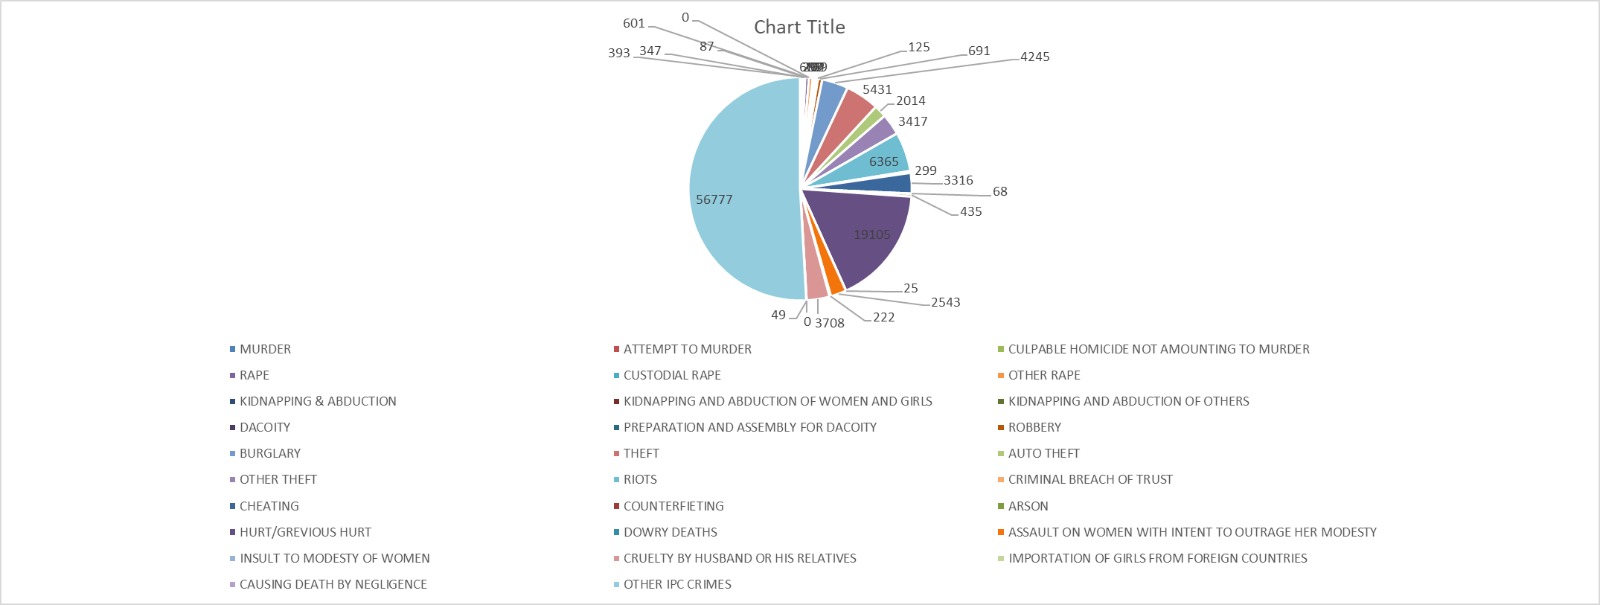 Chart Title
0
601
393
347
87
125
691
4245
5431
2014
3417
6365
299
3316
68
435
56777
19105
25
2543
222
49
0
3708
MURDER
ATTEMPT TO MURDER
CULPABLE HOMICIDE NOT AMOUNTING TO MURDER
RAPE
CUSTODIAL RAPE
OTHER RAPE
KIDNAPPING & ABDUCTION
KIDNAPPING AND ABDUCTION OF WOMEN AND GIRLS
KIDNAPPING AND ABDUCTION OF OTHERS
DACOITY
PREPARATION AND ASSEMBLY FOR DACOITY
ROBBERY
BURGLARY
THEFT
AUTO THEFT
OTHER THEFT
RIOTS
CRIMINAL BREACH OF TRUST
CHEATING
COUNTERFIETING
ARSON
HURT/GREVIOUS HURT
DOWRY DEATHS
ASSAULT ON WOMEN WITH INTENT TO OUTRAGE HER MODESTY
INSULT TO MODESTY OF WOMEN
CRUELTY BY HUSBAND OR HIS RELATIVES
IMPORTATION OF GIRLS FROM FOREIGN COUNTRIES
CAUSING DEATH BY NEGLIGENCE
OTHER IPC CRIMES